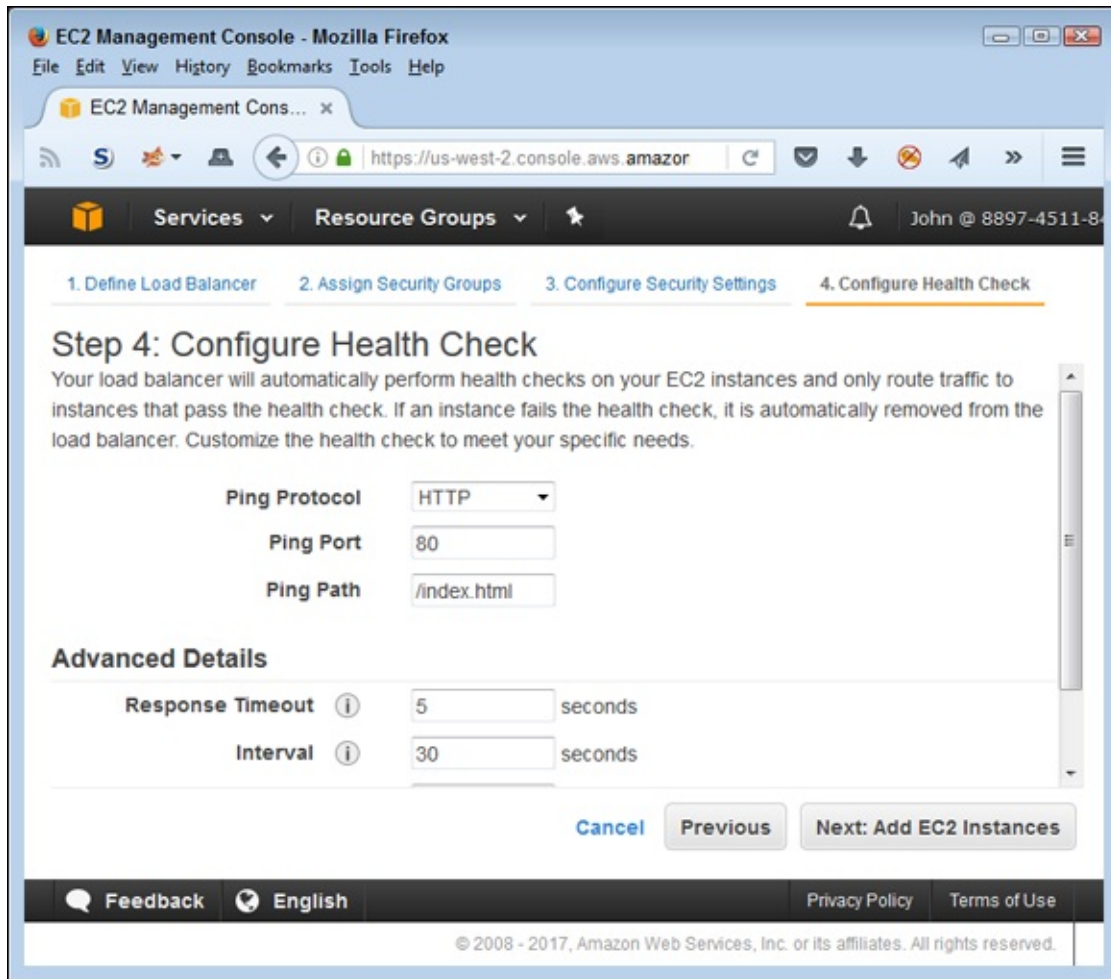 EC2 Management Console - Mozilla Firefox
File Edit View History Bookmarks Tools Help
EC2 Management Cons... ×
S) https://us-west-2.console.aws.amazon
Services Resource Groups John @ 8897-4511-84
1. Define Load Balancer 2. Assign Security Groups 3. Configure Security Settings 4. Configure Health Check
Step 4: Configure Health Check
Your load balancer will automatically perform health checks on your EC2 instances and only route traffic to
instances that pass the health check. If an instance fails the health check, it is automatically removed from the
load balancer. Customize the health check to meet your specific needs.
Ping Protocol HTTP
Ping Port 80
Ping Path /index.html
Advanced Details
Response Timeout i 5 seconds
Interval i 30 seconds
Cancel Previous Next: Add EC2 Instances
Feedback English Privacy Policy Terms of Use
© 2008 - 2017, Amazon Web Services, Inc. or its affiliates. All rights reserved.